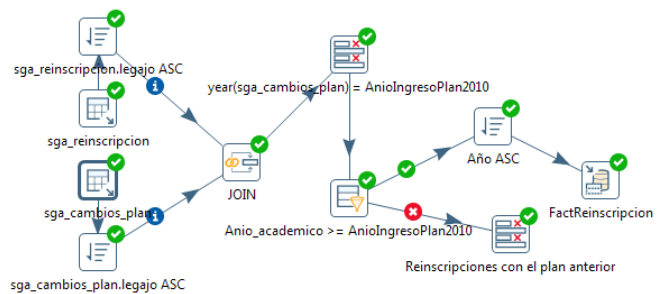 sga_reinscripcion.legajo ASC
year(sga_cambios_plan) = AnioIngresoPlan2010
sga_reinscripcion
Año ASC
JOIN
sga_cambios_plan
FactReinscripcion
Anio_academico >= AnioIngresoPlan2010
Reinscripciones con el plan anterior
sga_cambios_plan.legajo ASC